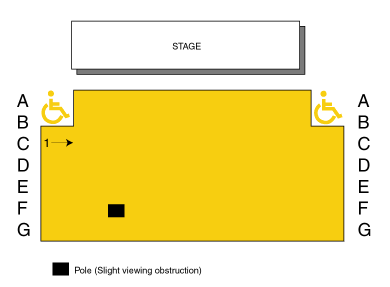 STAGE
A A
B B
1 C C
D D
E E
F F
G G
Pole (Slight viewing obstruction)